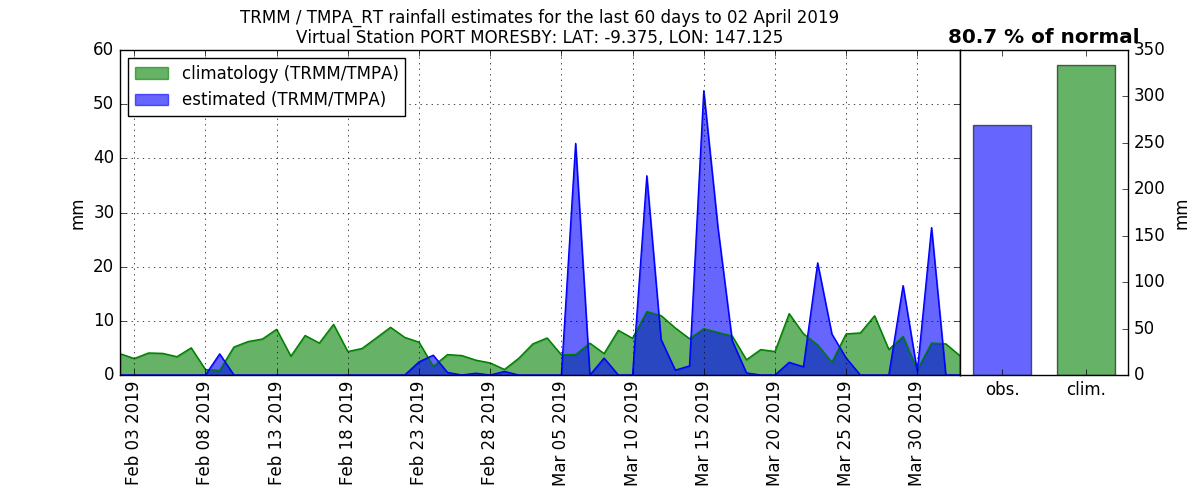 TRMM / TMPA_RT rainfall estimates for the last 60 days to 02 April 2019
Virtual Station PORT MORESBY: LAT: -9.375, LON: 147.125
80.7 % of normal
climatology (TRMM/TMPA)
estimated (TRMM/TMPA)
mm
60
50
40
30
20
10
0
Feb 03 2019
Feb 08 2019
Feb 13 2019
Feb 18 2019
Feb 23 2019
Feb 28 2019
Mar 05 2019
Mar 10 2019
Mar 15 2019
Mar 20 2019
Mar 25 2019
Mar 30 2019
obs.
clim.
350
300
250
200
150
100
50
0
mm